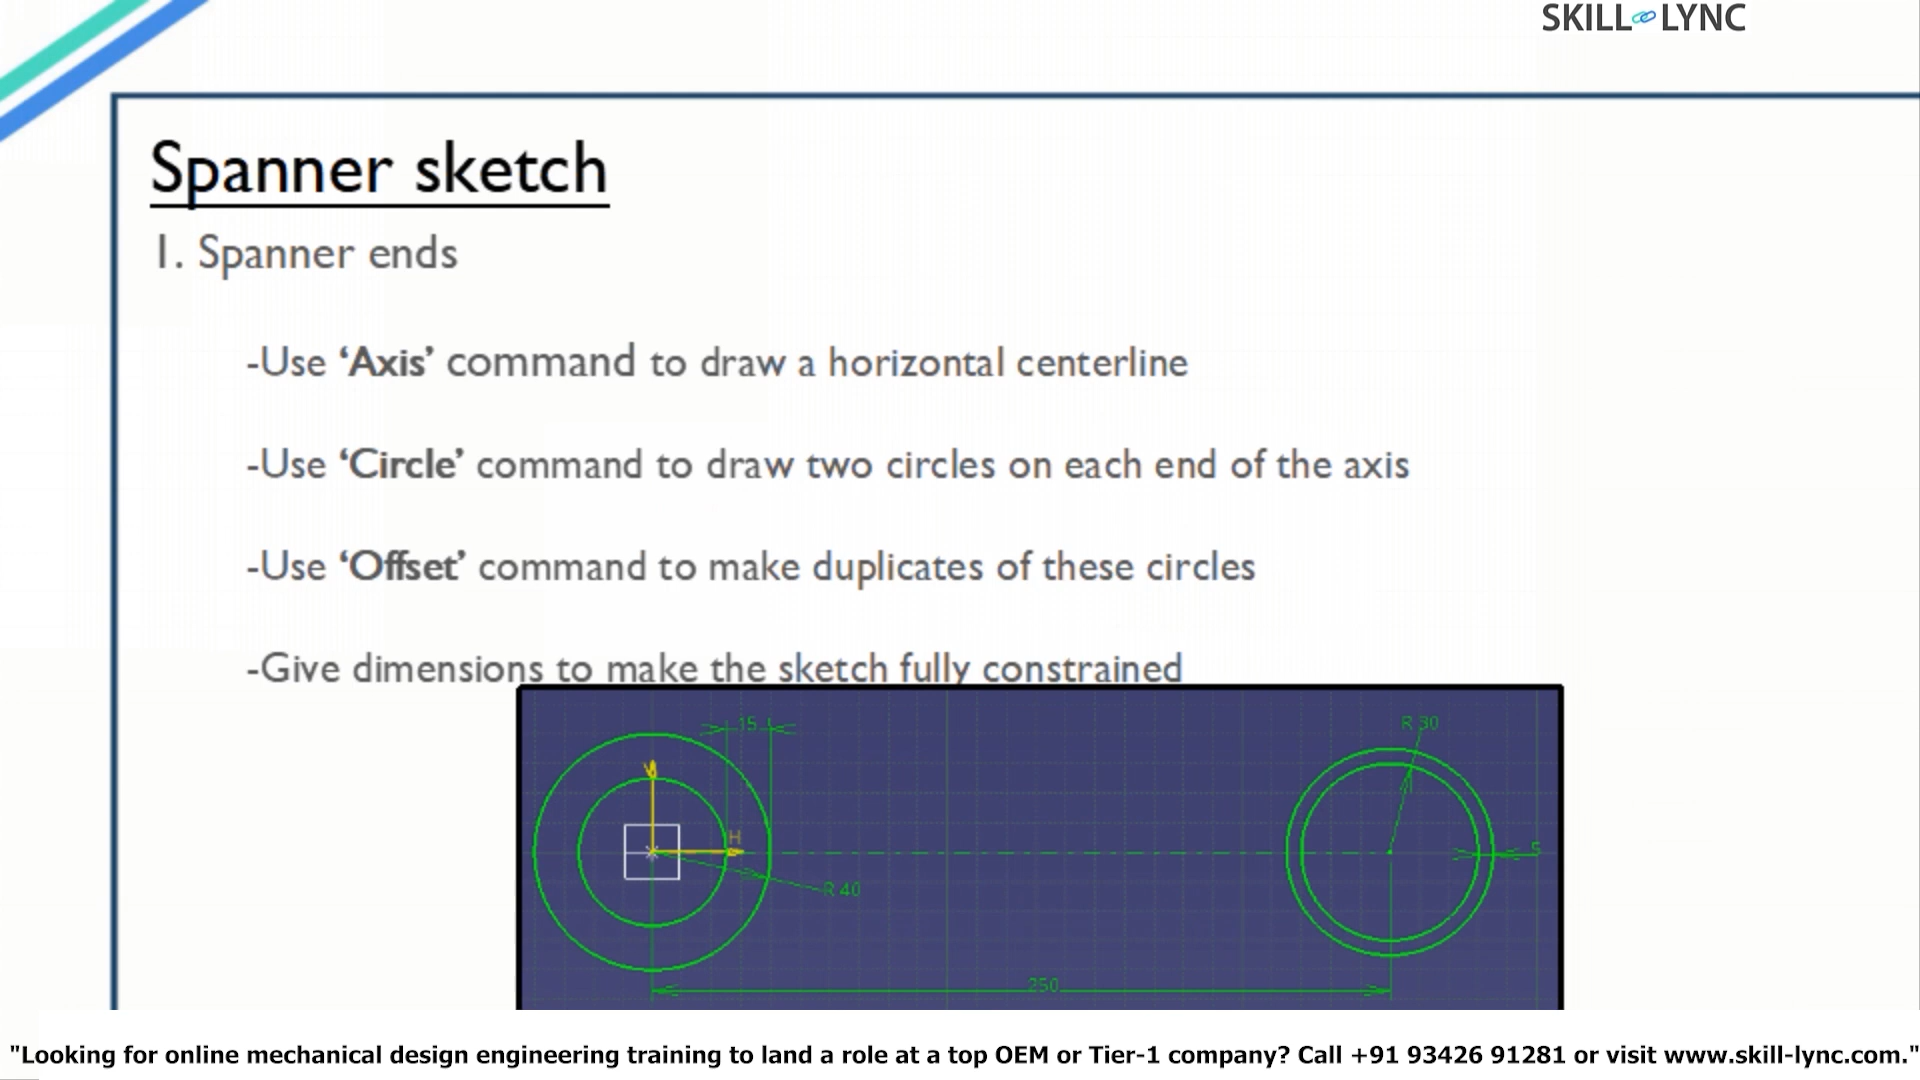 SKILL LYNC
Spanner sketch
1. Spanner ends
-Use ‘Axis’ command to draw a horizontal centerline
-Use ‘Circle’ command to draw two circles on each end of the axis
-Use ‘Offset’ command to make duplicates of these circles
-Give dimensions to make the sketch fully constrained
15
R 30
V
H
5
R 40
250
"Looking for online mechanical design engineering training to land a role at a top OEM or Tier-1 company? Call +91 93426 91281 or visit www.skill-lync.com."